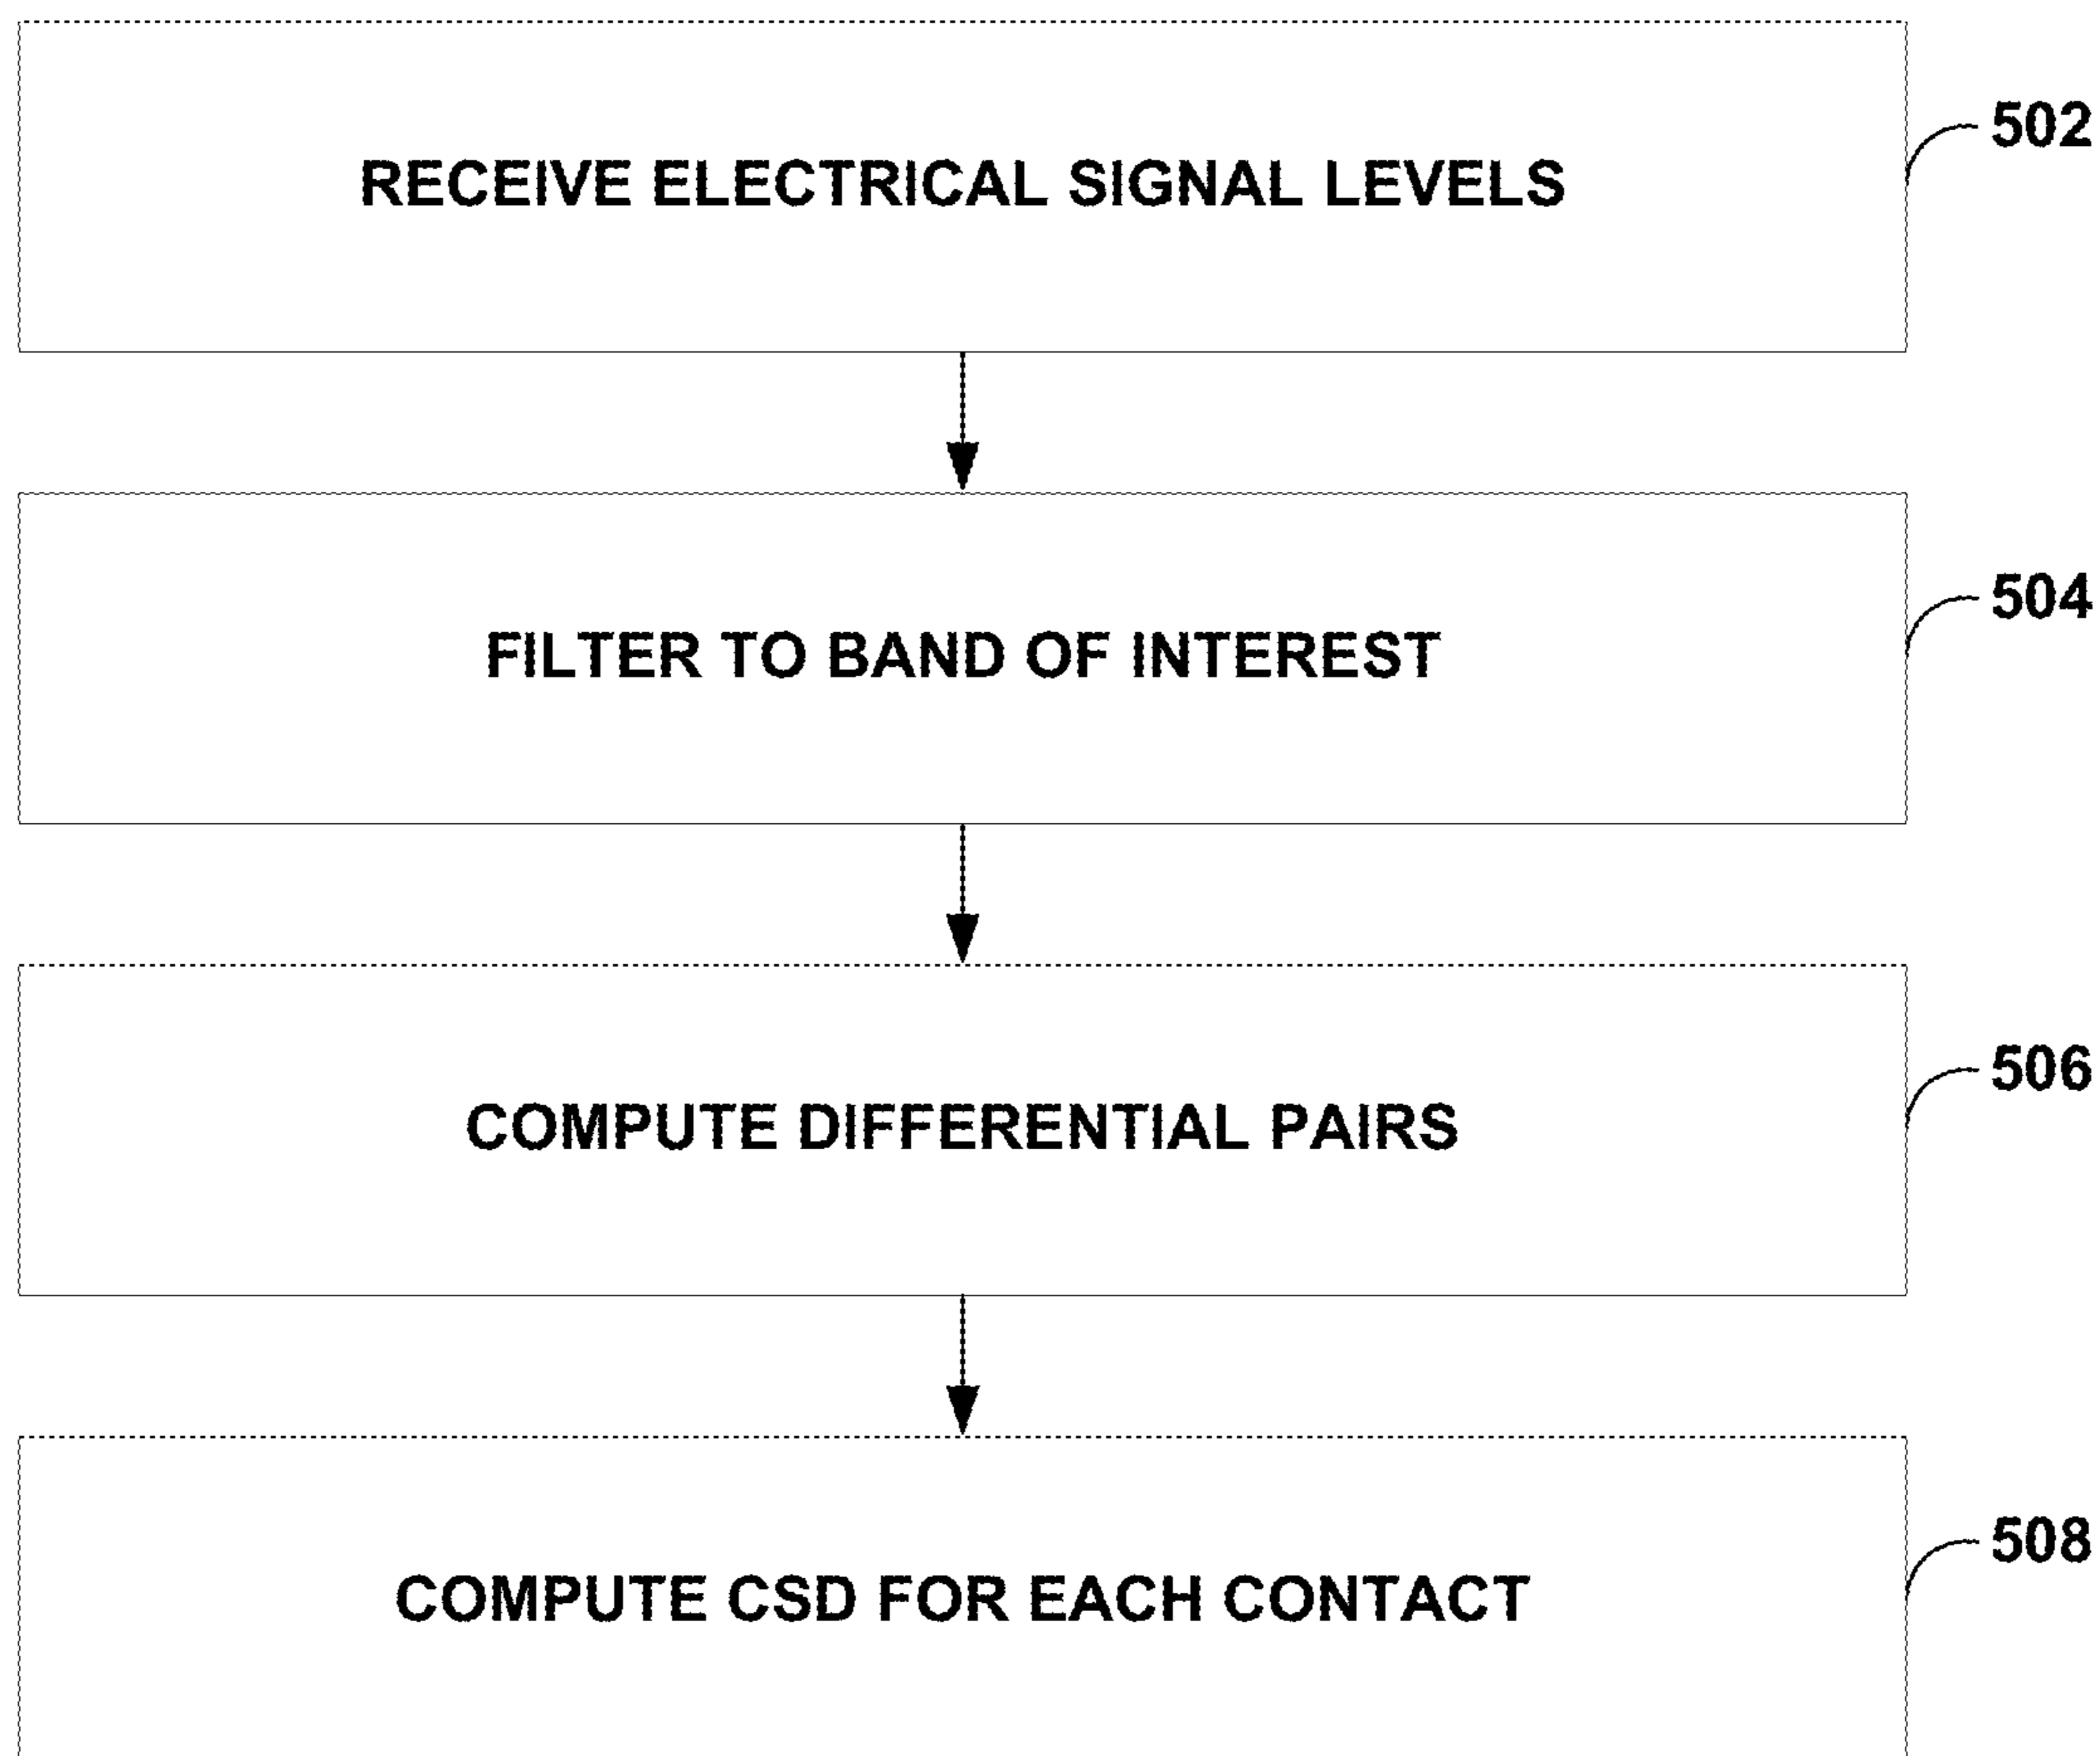 RECEIVE ELECTRICAL SIGNAL LEVELS
502
FILTER TO BAND OF INTEREST
504
COMPUTE DIFFERENTIAL PAIRS
506
COMPUTE CSD FOR EACH CONTACT
508